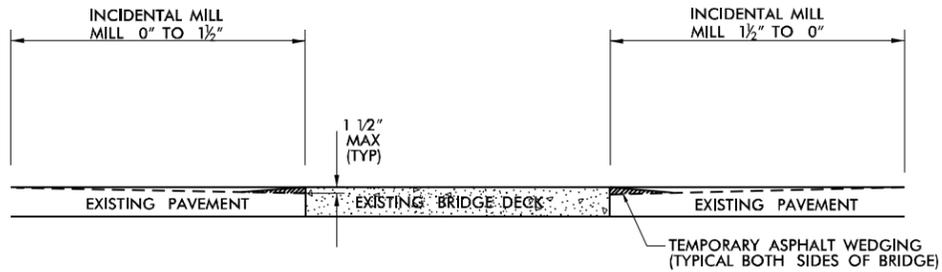 INCIDENTAL MILL
MILL 0" TO 1½"
INCIDENTAL MILL
MILL 1½" TO 0"
1 1/2"
MAX
(TYP)
EXISTING PAVEMENT
EXISTING BRIDGE DECK
EXISTING PAVEMENT
TEMPORARY ASPHALT WEDGING
(TYPICAL BOTH SIDES OF BRIDGE)